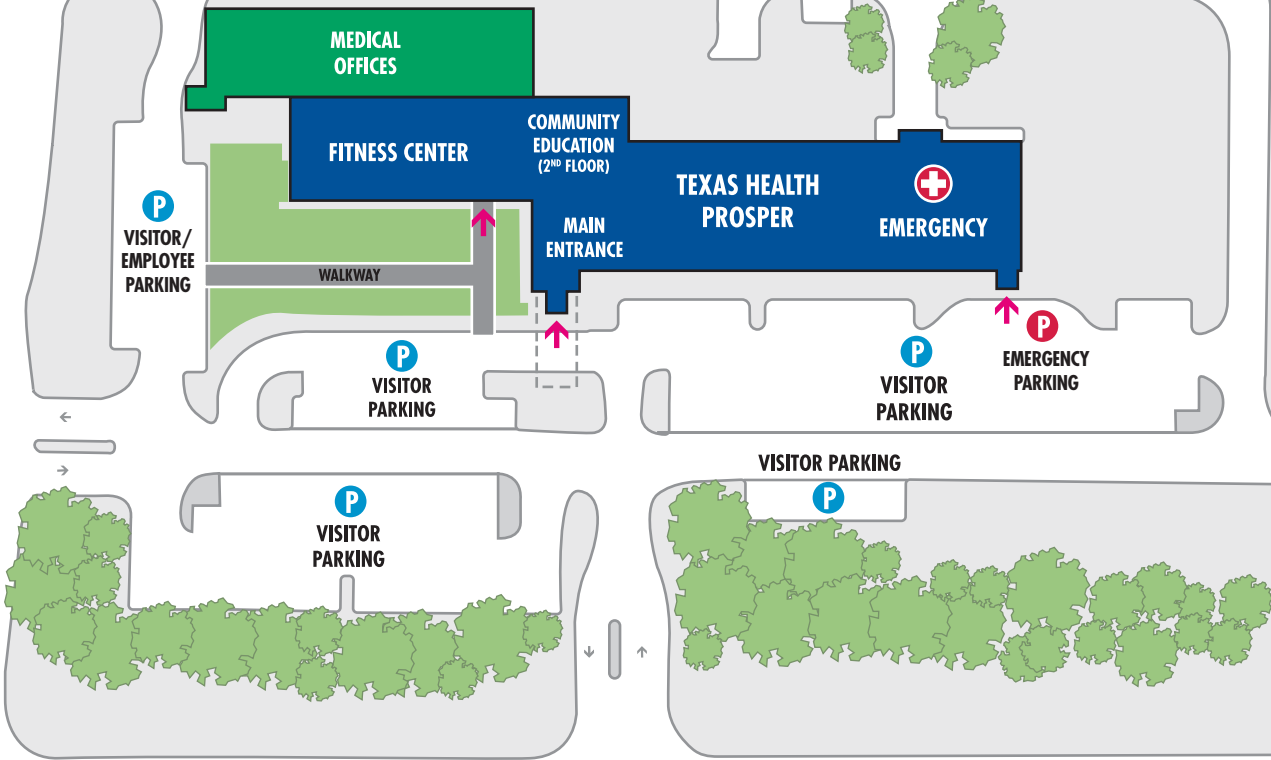 MEDICAL
OFFICES
FITNESS CENTER
COMMUNITY
EDUCATION
(2ND FLOOR)
MAIN
ENTRANCE
TEXAS HEALTH
PROSPER
EMERGENCY
P
VISITOR/
EMPLOYEE
PARKING
WALKWAY
P
VISITOR
PARKING
P
VISITOR
PARKING
P
EMERGENCY
PARKING
P
VISITOR
PARKING
VISITOR PARKING
P